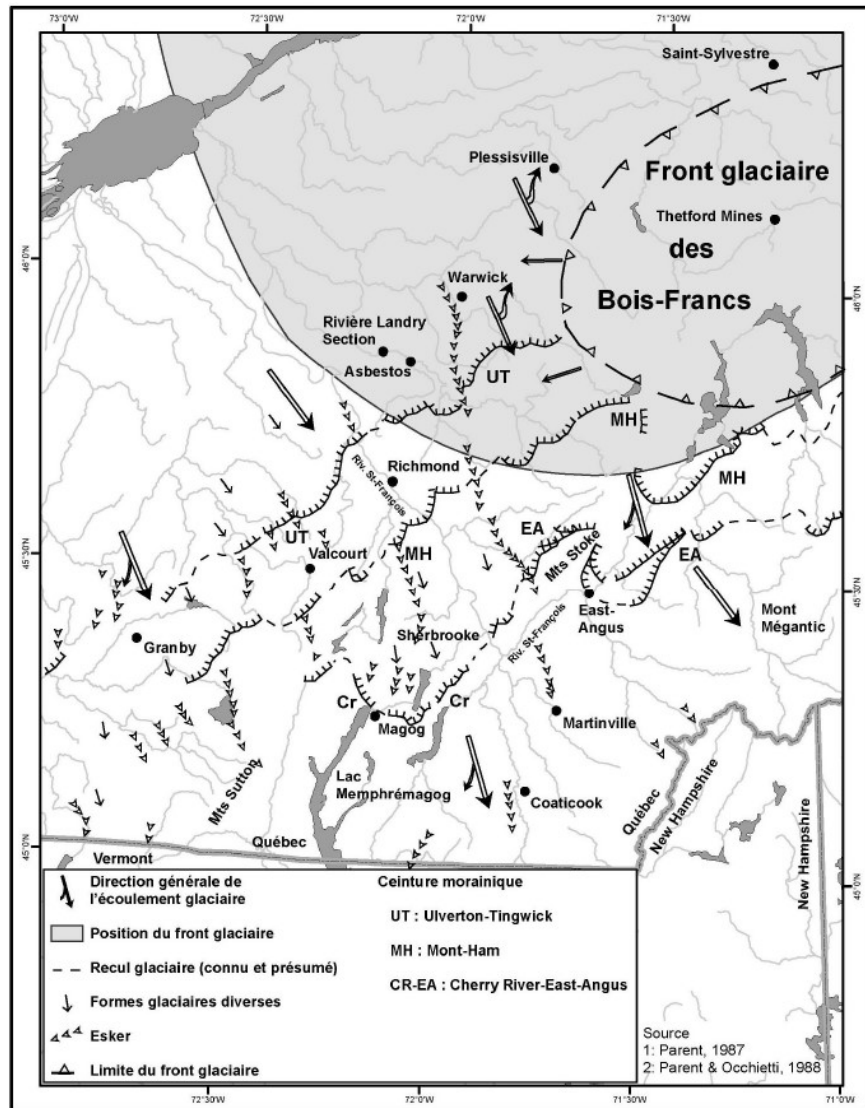 73°0'W
72°30'W
72°0'W
71°30'W
Saint-Sylvestre
Plessisville
Front glaciaire
Thetford Mines
des
46°0'N
46°0'N
Warwick
Bois-Francs
Rivière Landry
Section
Asbestos
UT
MH
Richmond
Riv. St-François
MH
EA
UT
Valcourt
MH
Mts Stoke
EA
45°30'N
45°30'N
East-
Angus
Mont
Mégantic
Granby
Sherbrooke
Riv. St-François
Cr
Cr
Magog
Martinville
Mts Sutton
Lac
Memphrémagog
Coaticook
Québec
New Hampshire
New Hampshire
45°0'N
45°0'N
Québec
Vermont
Direction générale de
l'écoulement glaciaire
Position du front glaciaire
Recul glaciaire (connu et présumé)
Formes glaciaires diverses
Esker
Limite du front glaciaire
Ceinture morainique
UT : Ulverton-Tingwick
MH : Mont-Ham
CR-EA : Cherry River-East-Angus
Source
1: Parent, 1987
2: Parent & Occhietti, 1988
72°30'W
72°0'W
71°30'W
71°0'W